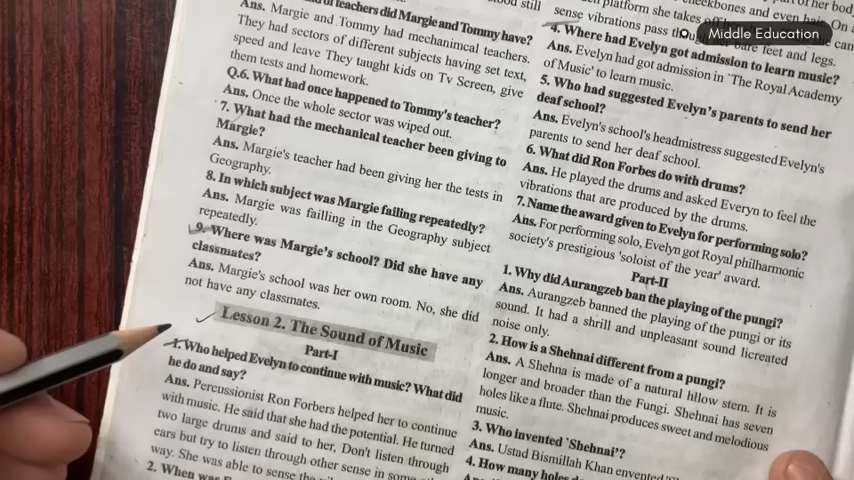 of teachers did Margie and Tommy have?
Ans. Margie and Tommy had mechanimcal teachers.
They had sectors of different subjects having set text,
speed and leave They taught kids on Tv Screen, give
them tests and homework.
Q.6. What had once happened to Tommy's teacher?
Ans. Once the whole sector was wiped out.
7. What had the mechanical teacher been giving to
Margie?
Ans. Margie's teacher had been giving her the tests in
Geography.
8. In which subject was Margie failing repeatedly?
Ans. Margie was failling in the Geography subject
repeatedly.
9. Where was Margie's school? Did she have any
classmates?
Ans. Margie's school was her own room. No, she did
not have any classmates.
Lesson 2. The Sound of Music
Part-I
1. Who helped Evelyn to continue with music? What did
he do and say?
Ans. Percussionist Ron Forbers helped her to continue
with music. He said that she had the potential. He turned
two large drums and said to her, Don't listen through
ears but try to listen through other sense in some
way. She was able to sense the
2. When was
still
platform she takes off
cheekbones and even hair. On a
sense vibrations pass bare feet and legs.
4. Where had Evelyn got admission to learn music?
Ans. Evelyn had got admission in 'The Royal Academy
of Music' to learn music.
5. Who had suggested Evelyn's parents to send her
deaf school?
Ans. Evelyn's school's headmistress suggested Evelyn's
parents to send her deaf school.
6. What did Ron Forbes do with drums?
Ans. He played the drums and asked Everyn to feel the
vibrations that are produced by the drums.
7. Name the award given to Evelyn for performing solo?
Ans. For performing solo, Evelyn got Royal philharmonic
society's prestigious 'soloist of the year' award.
Part-II
1. Why did Aurangzeb ban the playing of the pungi?
Ans. Aurangzeb banned the playing of the pungi or its
sound. It had a shrill and unpleasant sound licreated
noise only.
2. How is a Shehnai different from a pungi?
Ans. A Shehna is made of a natural hllow stem. It is
longer and broader than the Fungi. Shehnai has seven
holes like a flute. Shehnai produces sweet and melodious
music.
3. Who invented `Shehnai'?
Ans. Ustad Bismillah Khan envented
4. How many holes
Middle Education